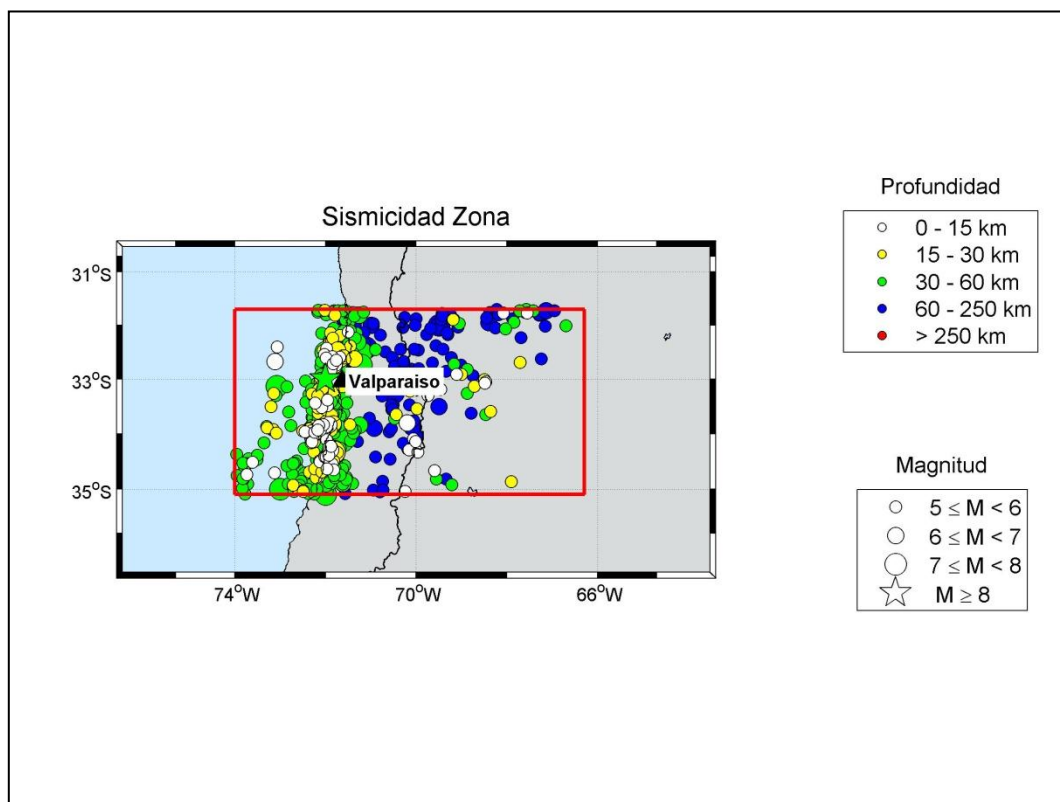 Sismicidad Zona
31°S
33°S
35°S
74°W
70°W
66°W
Valparaiso
Profundidad
0 - 15 km
15 - 30 km
30 - 60 km
60 - 250 km
> 250 km
Magnitud
5 ≤ M < 6
6 ≤ M < 7
7 ≤ M < 8
M ≥ 8